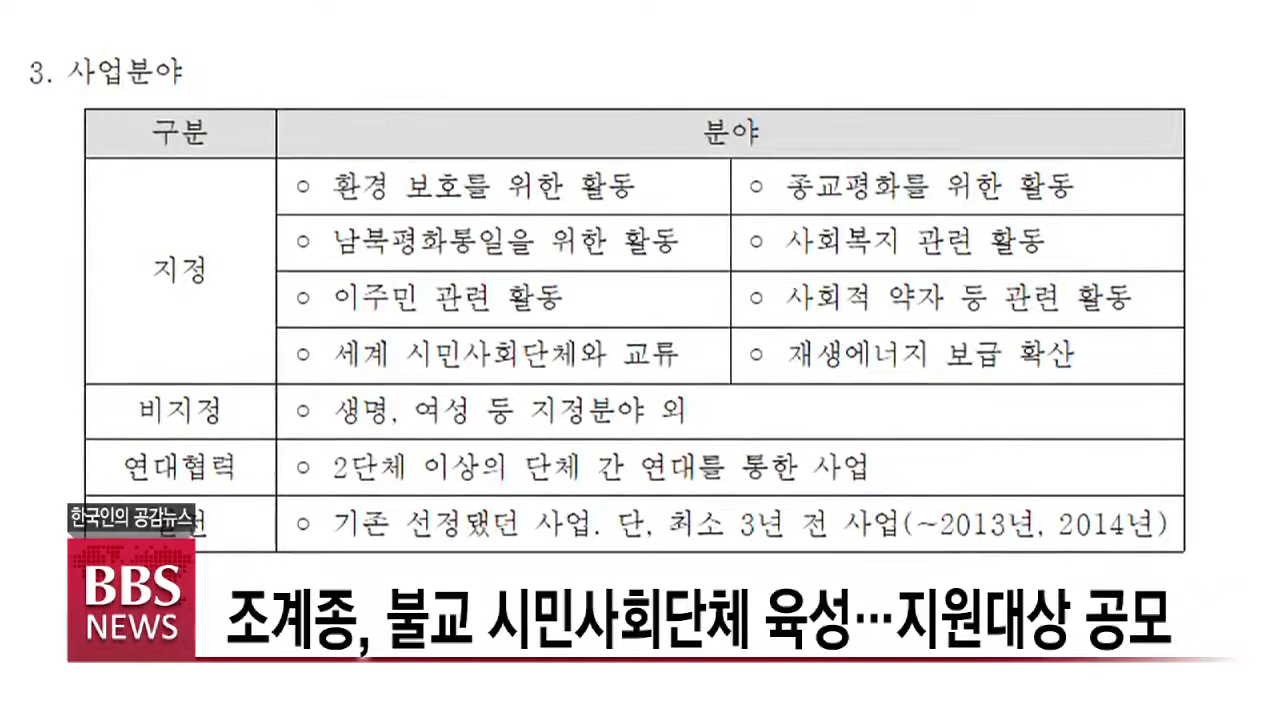 3. 사업분야
구분 분야
지정
○ 환경 보호를 위한 활동 ○ 종교평화를 위한 활동
○ 남북평화통일을 위한 활동 ○ 사회복지 관련 활동
○ 이주민 관련 활동 ○ 사회적 약자 등 관련 활동
○ 세계 시민사회단체와 교류 ○ 재생에너지 보급 확산
비지정 ○ 생명, 여성 등 지정분야 외
연대협력 ○ 2단체 이상의 단체 간 연대를 통한 사업
○ 기존 선정됐던 사업. 단, 최소 3년 전 사업(~2013년, 2014년)
한국인의 공감뉴스
BBS
NEWS
조계종, 불교 시민사회단체 육성…지원대상 공모